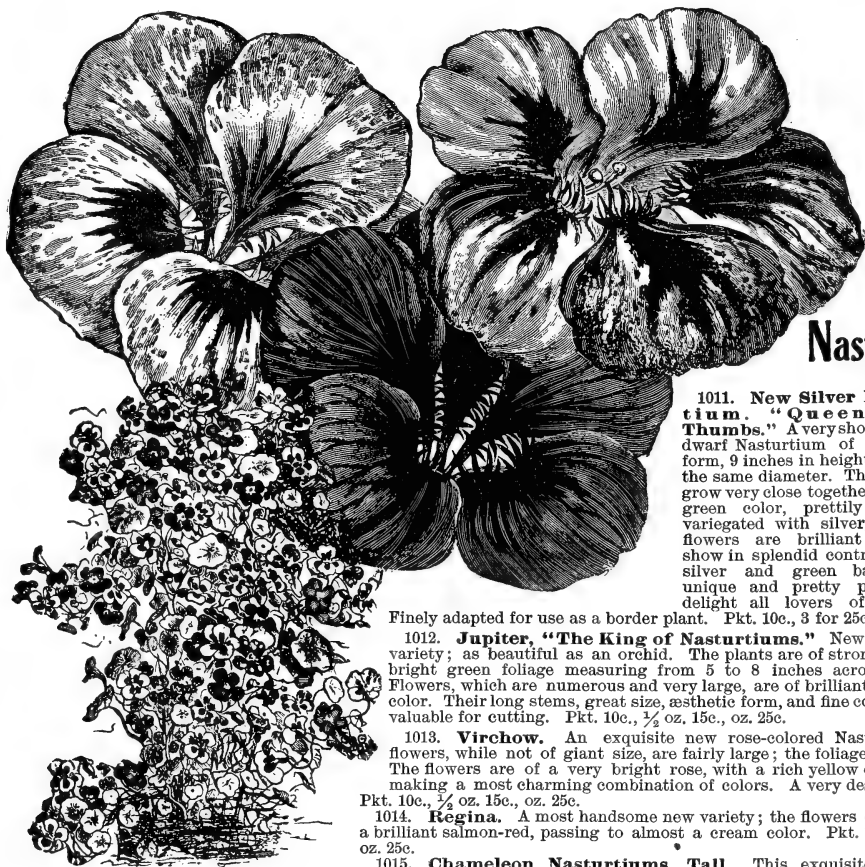 Nas
1011. New Silver
tium. "Queen
Thumbs." A very sho
dwarf Nasturtium of
form, 9 inches in heigh
the same diameter. Th
grow very close togethe
green color, prettily
variegated with silver
flowers are brilliant
show in splendid contr
silver and green ba
unique and pretty p
delight all lovers of
Finely adapted for use as a border plant. Pkt. 10c., 3 for 25c
1012. Jupiter, "The King of Nasturtiums." New
variety; as beautiful as an orchid. The plants are of stron
bright green foliage measuring from 5 to 8 inches acro
Flowers, which are numerous and very large, are of brilliant
color. Their long stems, great size, æsthetic form, and fine co
valuable for cutting. Pkt. 10c., ½ oz. 15c., oz. 25c.
1013. Virchow. An exquisite new rose-colored Nas
flowers, while not of giant size, are fairly large; the foliage
The flowers are of a very bright rose, with a rich yellow
making a most charming combination of colors. A very de
Pkt. 10c., ½ oz. 15c., oz. 25c.
1014. Regina. A most handsome new variety; the flowers
a brilliant salmon-red, passing to almost a cream color. Pkt.
oz. 25c.
1015. Chameleon Nasturtiums, Tall. This exquisit